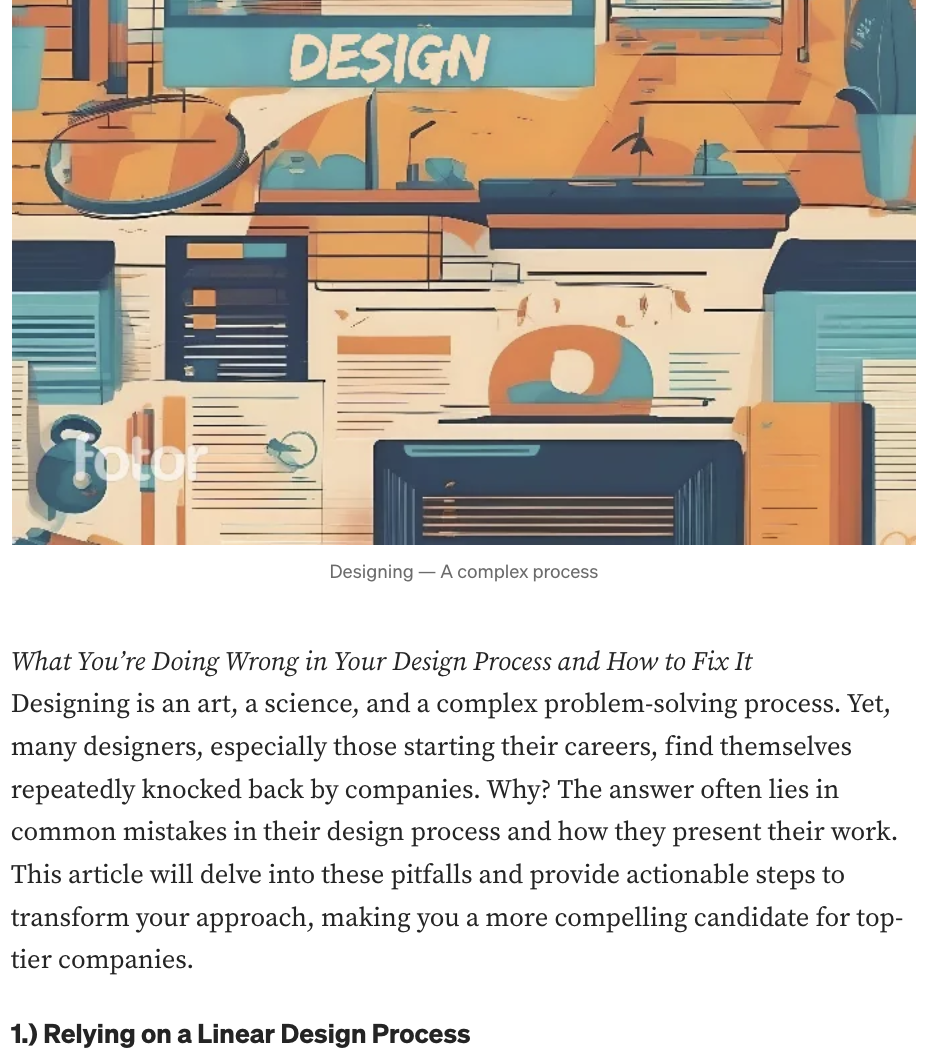 DESIGN
fotor
Designing — A complex process
What You’re Doing Wrong in Your Design Process and How to Fix It
Designing is an art, a science, and a complex problem-solving process. Yet,
many designers, especially those starting their careers, find themselves
repeatedly knocked back by companies. Why? The answer often lies in
common mistakes in their design process and how they present their work.
This article will delve into these pitfalls and provide actionable steps to
transform your approach, making you a more compelling candidate for top-
tier companies.
1.) Relying on a Linear Design Process